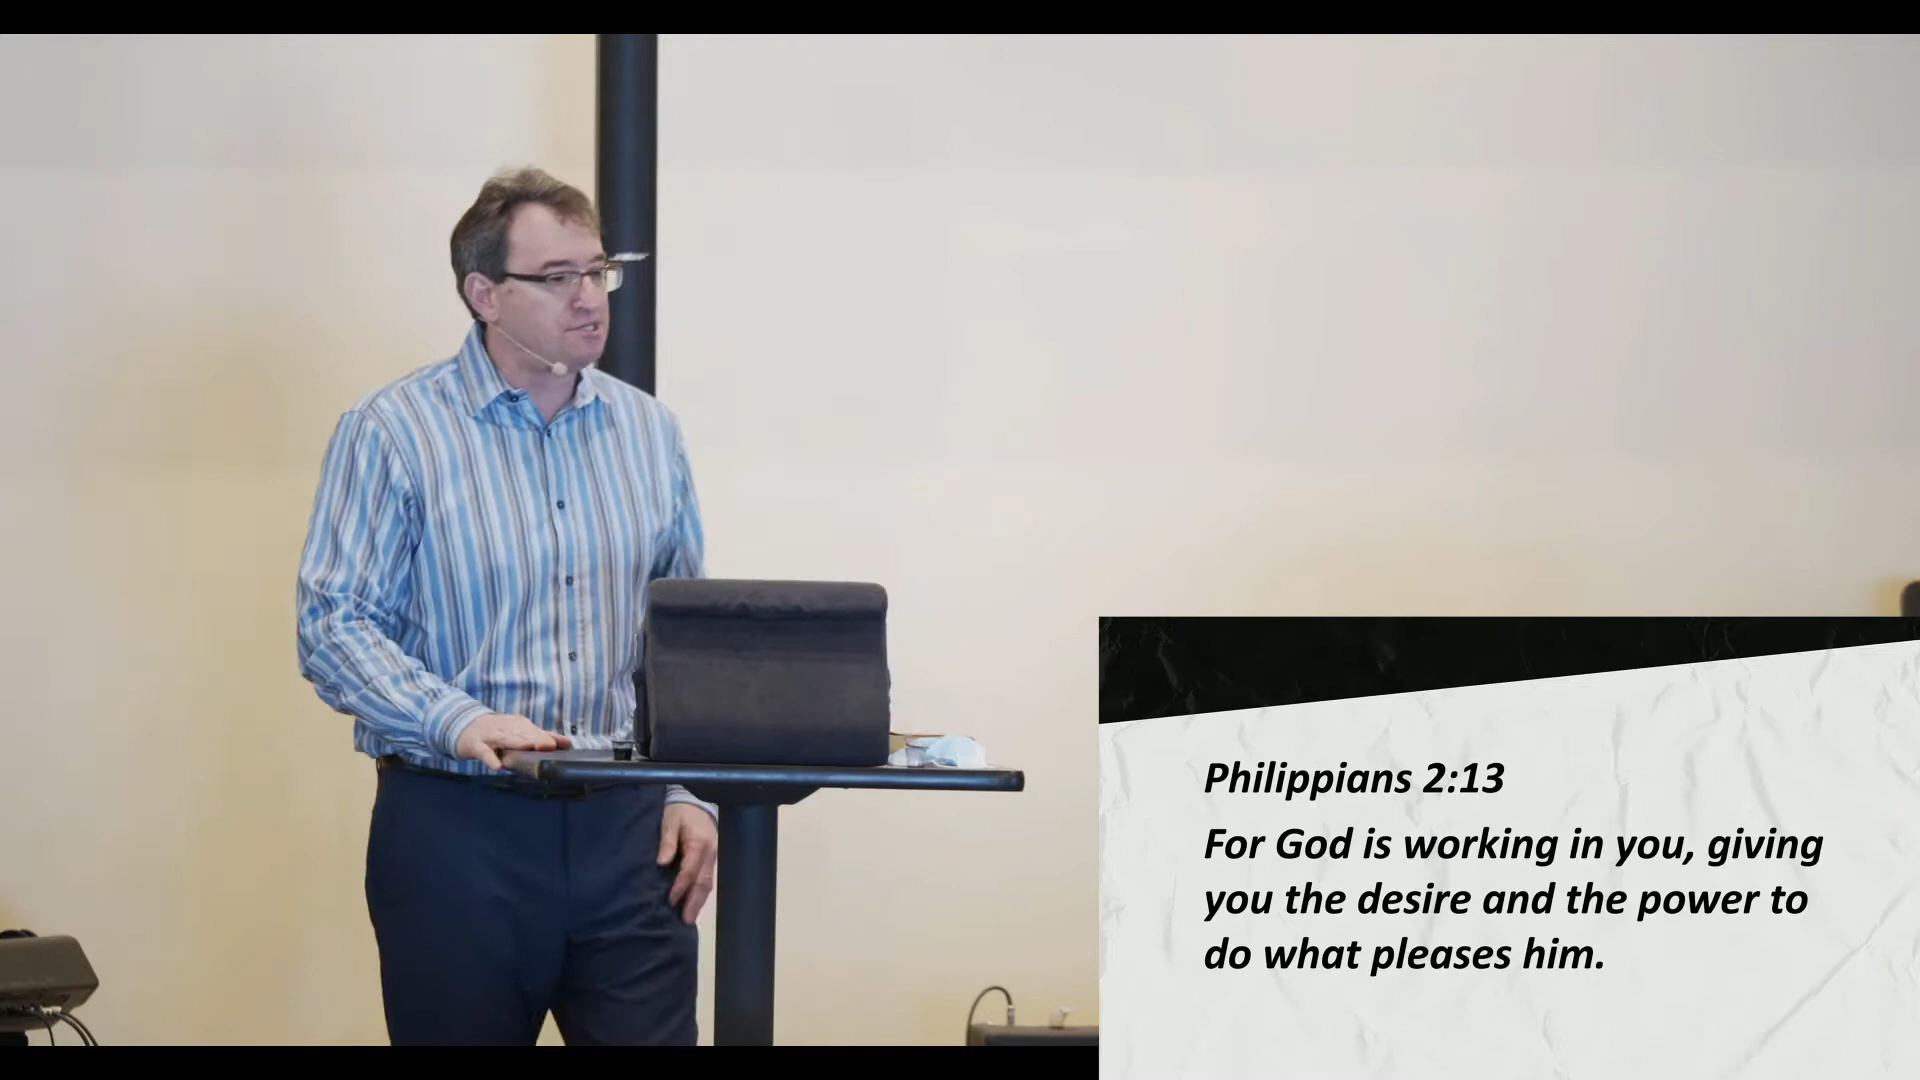 Philippians 2:13
For God is working in you, giving
you the desire and the power to
do what pleases him.